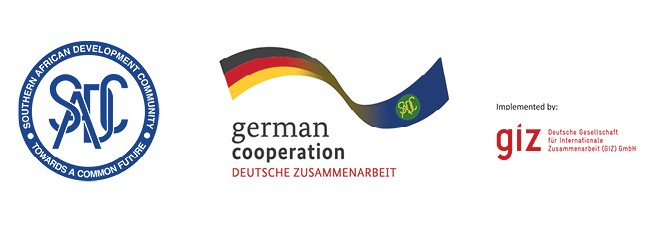 SOUTHERN AFRICAN DEVELOPMENT COMMUNITY
SADC
TOWARDS A COMMON FUTURE
SADC
german
cooperation
DEUTSCHE ZUSAMMENARBEIT
Implemented by:
giz
Deutsche Gesellschaft
für Internationale
Zusammenarbeit (GIZ) GmbH